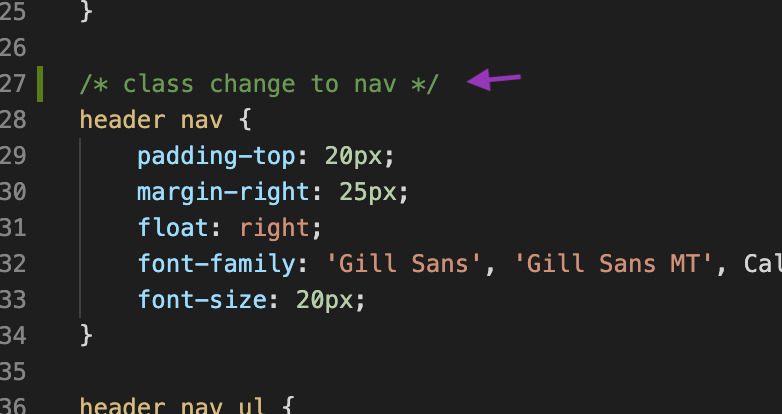 25 }
26
27 /* class change to nav */
28 header nav {
29 padding-top: 20px;
30 margin-right: 25px;
31 float: right;
32 font-family: 'Gill Sans', 'Gill Sans MT', Cal
33 font-size: 20px;
34 }
35
36 header nav ul {